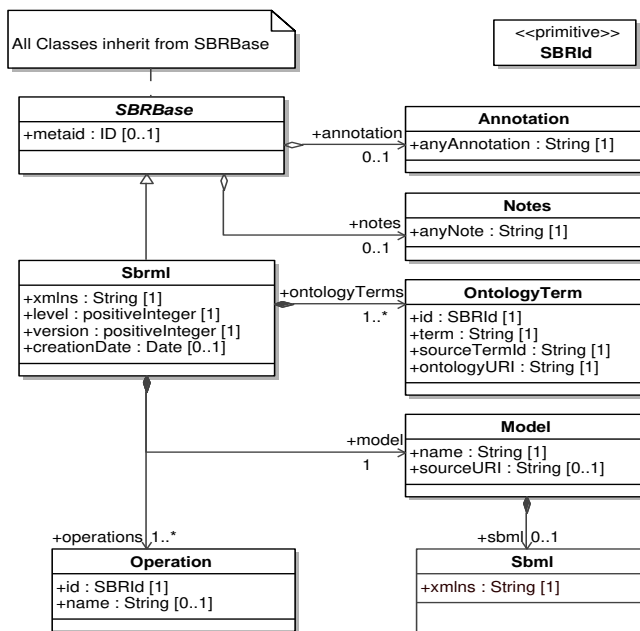 All Classes inherit from SBRBase
<<primitive>>
SBRId
SBRBase
+metaid : ID [0..1]
+annotation
0..1
Annotation
+anyAnnotation : String [1]
+notes
0..1
Notes
+anyNote : String [1]
Sbrml
+xmlns : String [1]
+level : positiveInteger [1]
+version : positiveInteger [1]
+creationDate : Date [0..1]
+ontologyTerms
1..*
OntologyTerm
+id : SBRId [1]
+term : String [1]
+sourceTermId : String [1]
+ontologyURI : String [1]
+model
1
Model
+name : String [1]
+sourceURI : String [0..1]
+operations 1..*
Operation
+id : SBRId [1]
+name : String [0..1]
+sbml 0..1
Sbml
+xmlns : String [1]